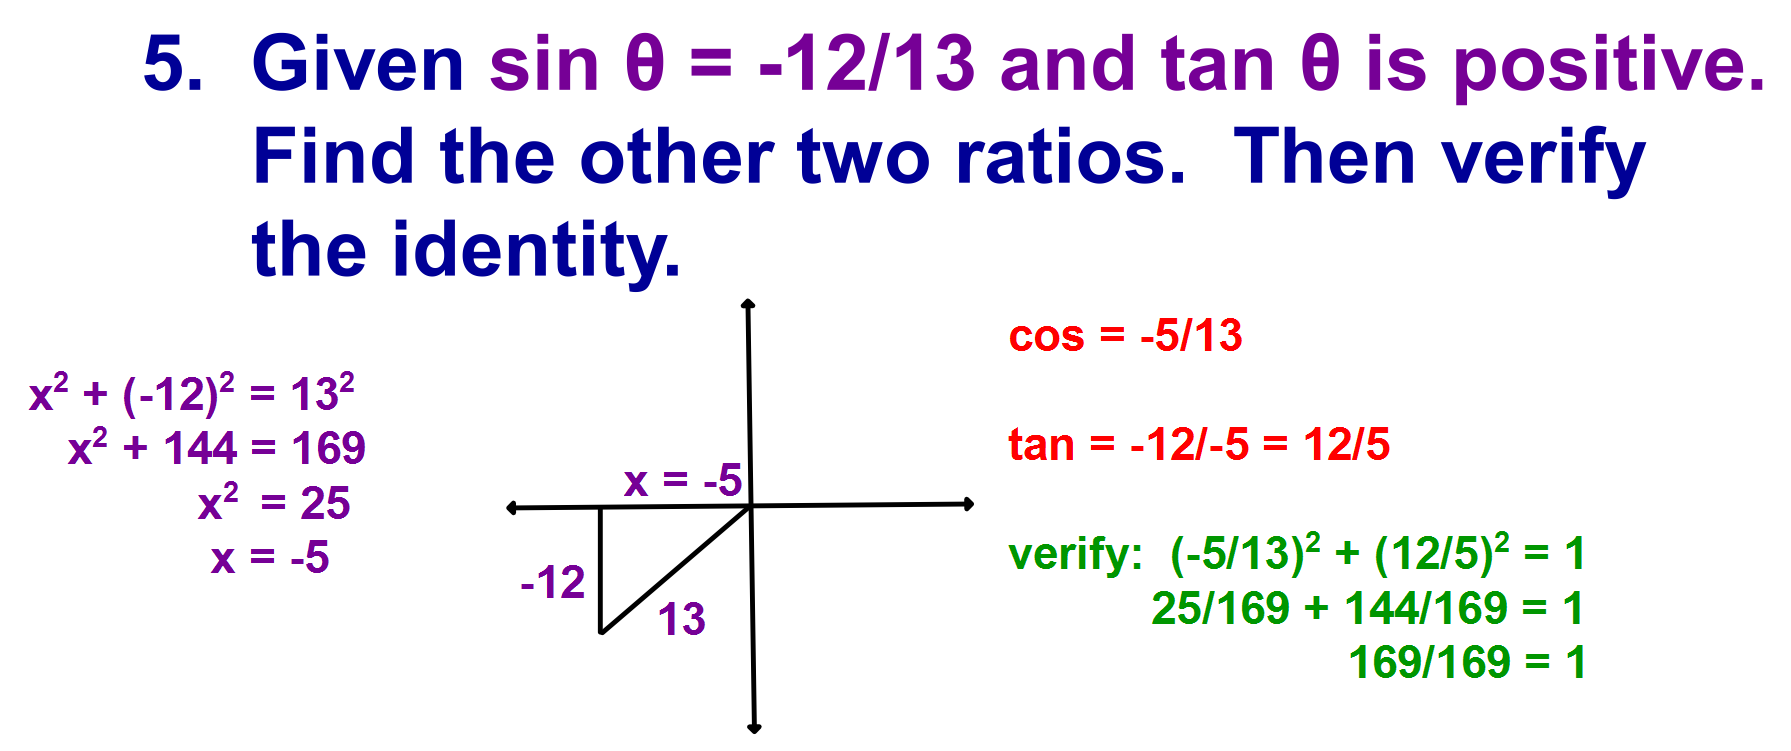 5. Given sin θ = -12/13 and tan θ is positive.
Find the other two ratios. Then verify
the identity.
x² + (-12)² = 13²
x² + 144 = 169
x² = 25
x = -5
x = -5
-12
13
cos = -5/13
tan = -12/-5 = 12/5
verify: (-5/13)² + (12/5)² = 1
25/169 + 144/169 = 1
169/169 = 1